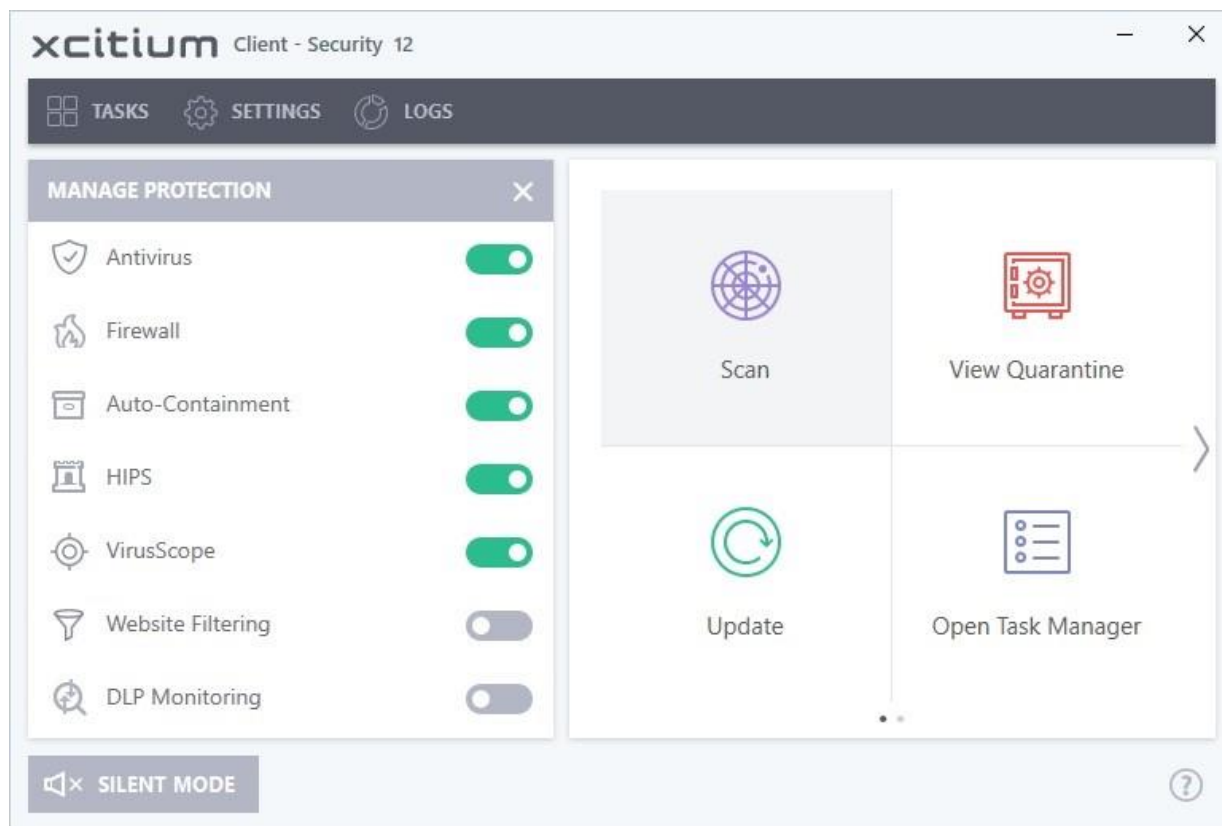 xcitium Client - Security 12
TASKS SETTINGS LOGS
MANAGE PROTECTION
Antivirus
Firewall
Auto-Containment
HIPS
VirusScope
Website Filtering
DLP Monitoring
Scan
View Quarantine
Update
Open Task Manager
SILENT MODE
?